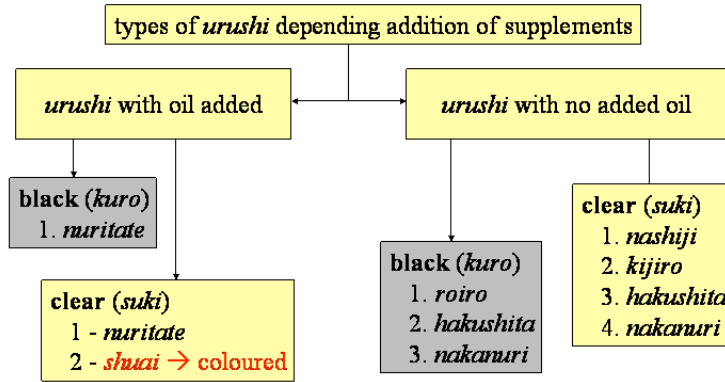 types of urushi depending addition of supplements
urushi with oil added
urushi with no added oil
black (kuro)
1. nuritate
clear (suki)
1 - nuritate
2 - shuai → coloured
black (kuro)
1. roiro
2. hakushita
3. nakanuri
clear (suki)
1. nashiji
2. kijiro
3. hakushita
4. nakanuri